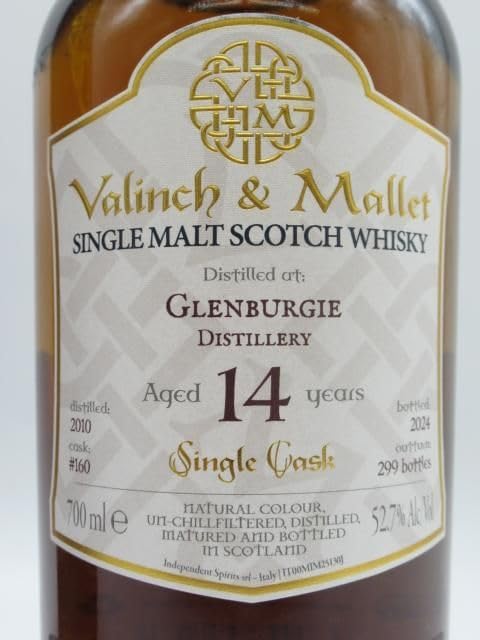 V M
Valinch & Mallet
SINGLE MALT SCOTCH WHISKY
Distilled at:
GLENBURGIE
DISTILLERY
Aged 14 years
distilled:
2010
cask:
#160
bottled:
2024
outturn:
299 bottles
Single Cask
700 ml e
NATURAL COLOUR,
UN-CHILLFILTERED, DISTILLED,
MATURED AND BOTTLED
IN SCOTLAND
52.7% Alc Vol
Independent Spirits srl - Italy | IT00MIM25130J